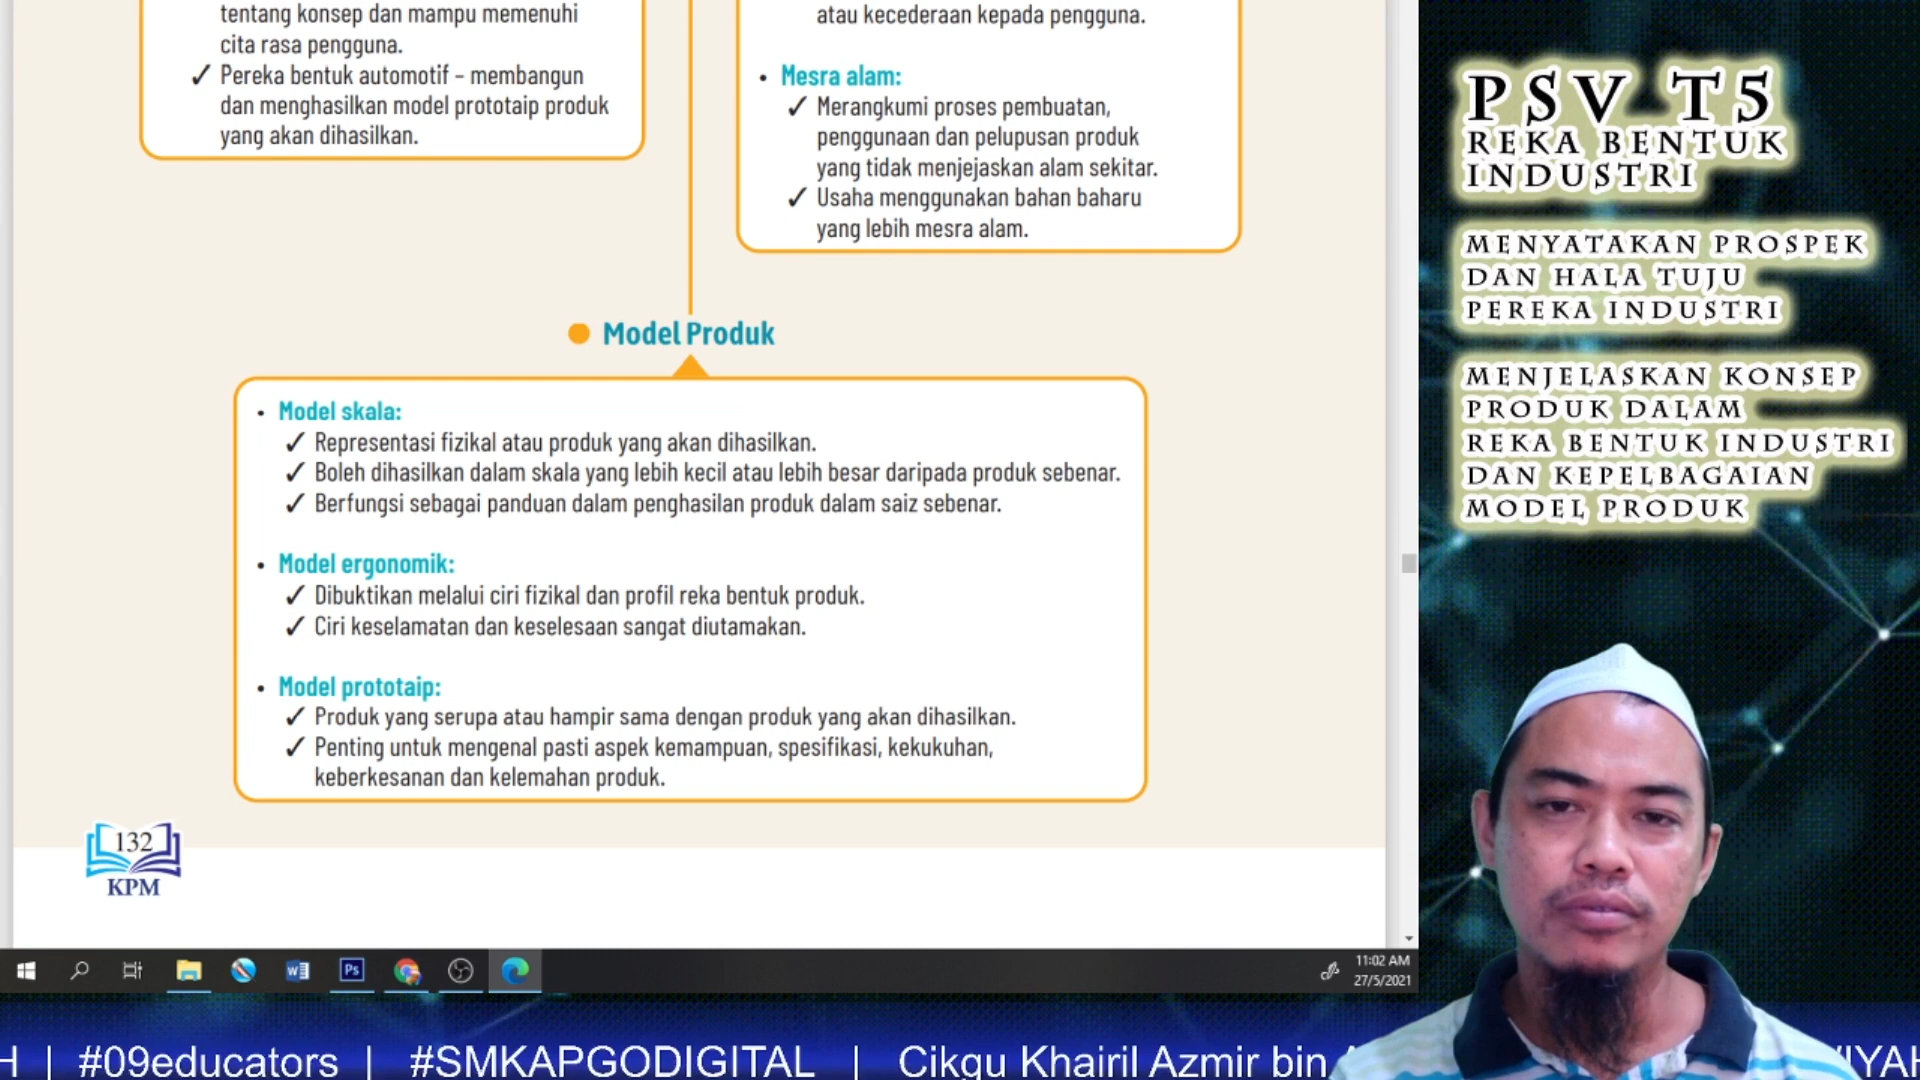 tentang konsep dan mampu memenuhi
cita rasa pengguna.
✓ Pereka bentuk automotif – membangun
dan menghasilkan model prototaip produk
yang akan dihasilkan.
atau kecederaan kepada pengguna.
• Mesra alam:
✓ Merangkumi proses pembuatan,
penggunaan dan pelupusan produk
yang tidak menjejaskan alam sekitar.
✓ Usaha menggunakan bahan baharu
yang lebih mesra alam.
Model Produk
• Model skala:
✓ Representasi fizikal atau produk yang akan dihasilkan.
✓ Boleh dihasilkan dalam skala yang lebih kecil atau lebih besar daripada produk sebenar.
✓ Berfungsi sebagai panduan dalam penghasilan produk dalam saiz sebenar.
• Model ergonomik:
✓ Dibuktikan melalui ciri fizikal dan profil reka bentuk produk.
✓ Ciri keselamatan dan keselesaan sangat diutamakan.
• Model prototaip:
✓ Produk yang serupa atau hampir sama dengan produk yang akan dihasilkan.
✓ Penting untuk mengenal pasti aspek kemampuan, spesifikasi, kekukuhan,
keberkesanan dan kelemahan produk.
132
KPM
PSV T5
REKA BENTUK
INDUSTRI
MENYATAKAN PROSPEK
DAN HALA TUJU
PEREKA INDUSTRI
MENJELASKAN KONSEP
PRODUK DALAM
REKA BENTUK INDUSTRI
DAN KEPELBAGAIAN
MODEL PRODUK
Ps
11:02 AM
27/5/2021
H | #09educators | #SMKAPGODIGITAL | Cikgu Khairil Azmir bin